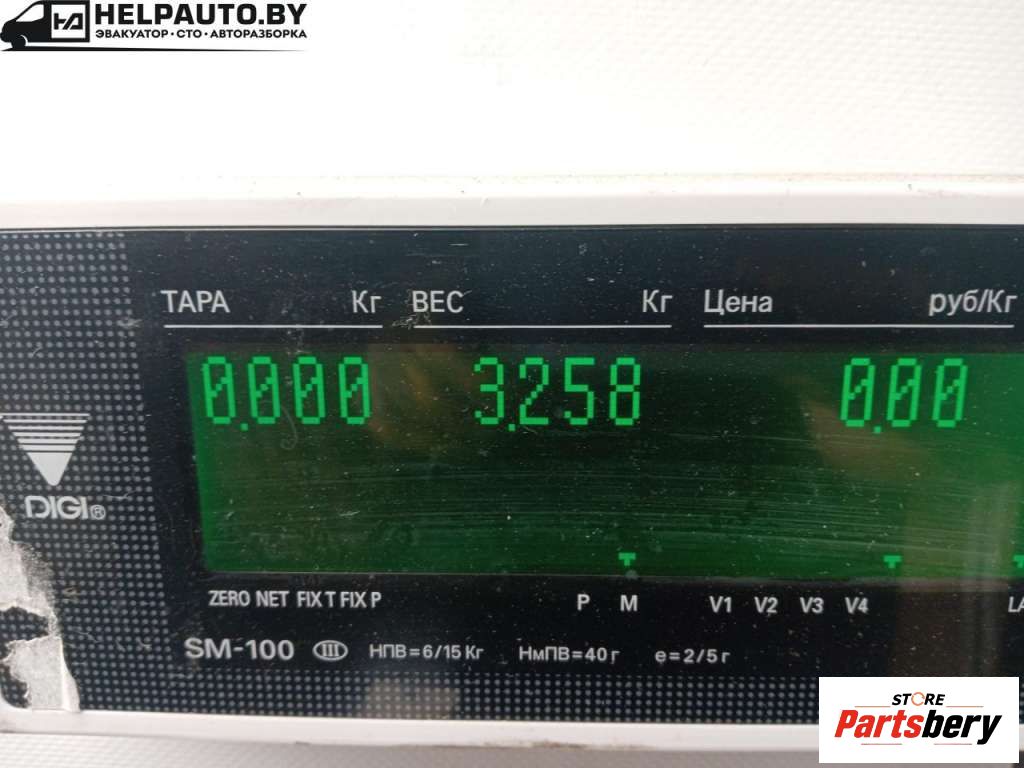 HELPAUTO.BY
ЭВАКУАТОР · СТО · АВТОРАЗБОРКА
ТАРА Кг ВЕС Кг Цена руб/Кг
0.000 3.258 0.00
DIGI®
ZERO NET FIX T FIX P P M V1 V2 V3 V4 LA
SM-100 III НПВ=6/15 Кг НмПВ=40 г e=2/5 г
STORE
Partsbery